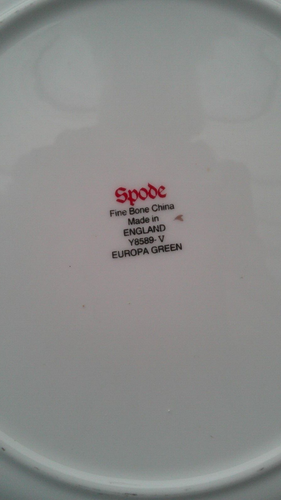 Spode
Fine Bone China
Made in
ENGLAND
Y8589-V
EUROPA GREEN